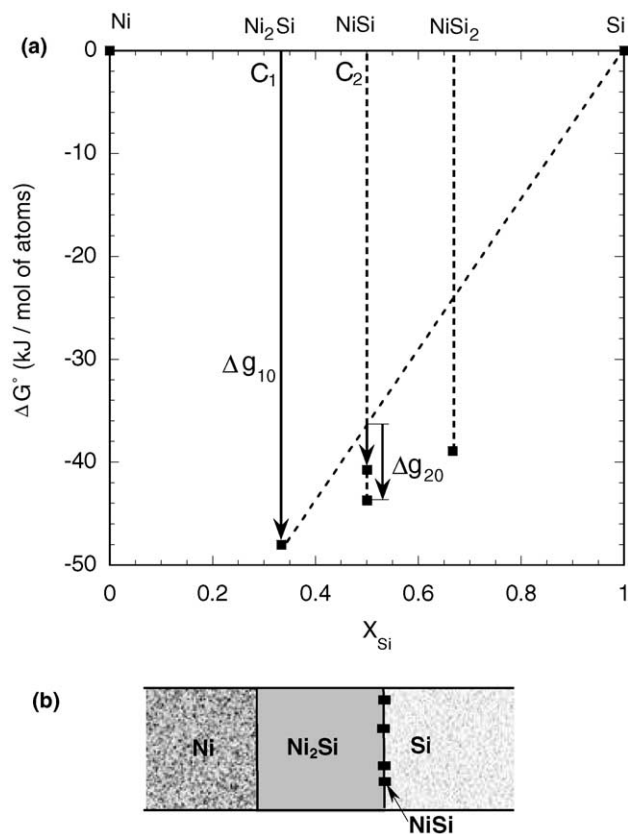 Ni Ni₂Si NiSi NiSi₂ Si
(a)
0
C₁ C₂
-10
-20
-30
-40
-50
ΔG° (kJ / mol of atoms)
Δg₁₀
Δg₂₀
0 0.2 0.4 0.6 0.8 1
X_Si
(b)
Ni Ni₂Si Si
NiSi